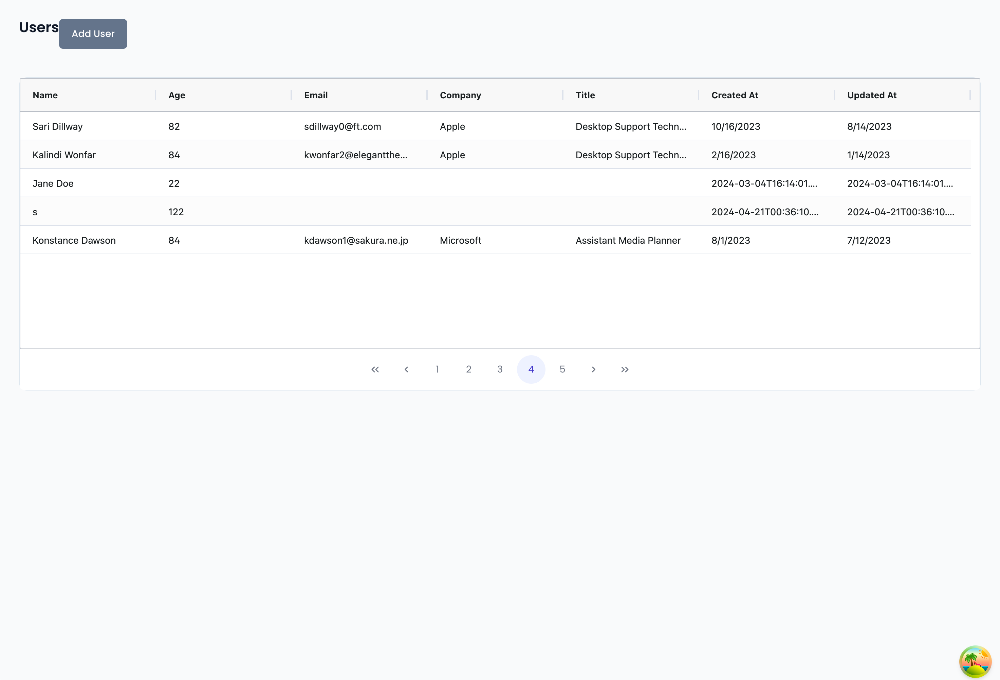 Users
Add User
Name Age Email Company Title Created At Updated At
Sari Dillway 82 sdillway0@ft.com Apple Desktop Support Techn... 10/16/2023 8/14/2023
Kalindi Wonfar 84 kwonfar2@elegantthe... Apple Desktop Support Techn... 2/16/2023 1/14/2023
Jane Doe 22 2024-03-04T16:14:01.... 2024-03-04T16:14:01....
s 122 2024-04-21T00:36:10.... 2024-04-21T00:36:10....
Konstance Dawson 84 kdawson1@sakura.ne.jp Microsoft Assistant Media Planner 8/1/2023 7/12/2023
« ‹ 1 2 3 4 5 › »